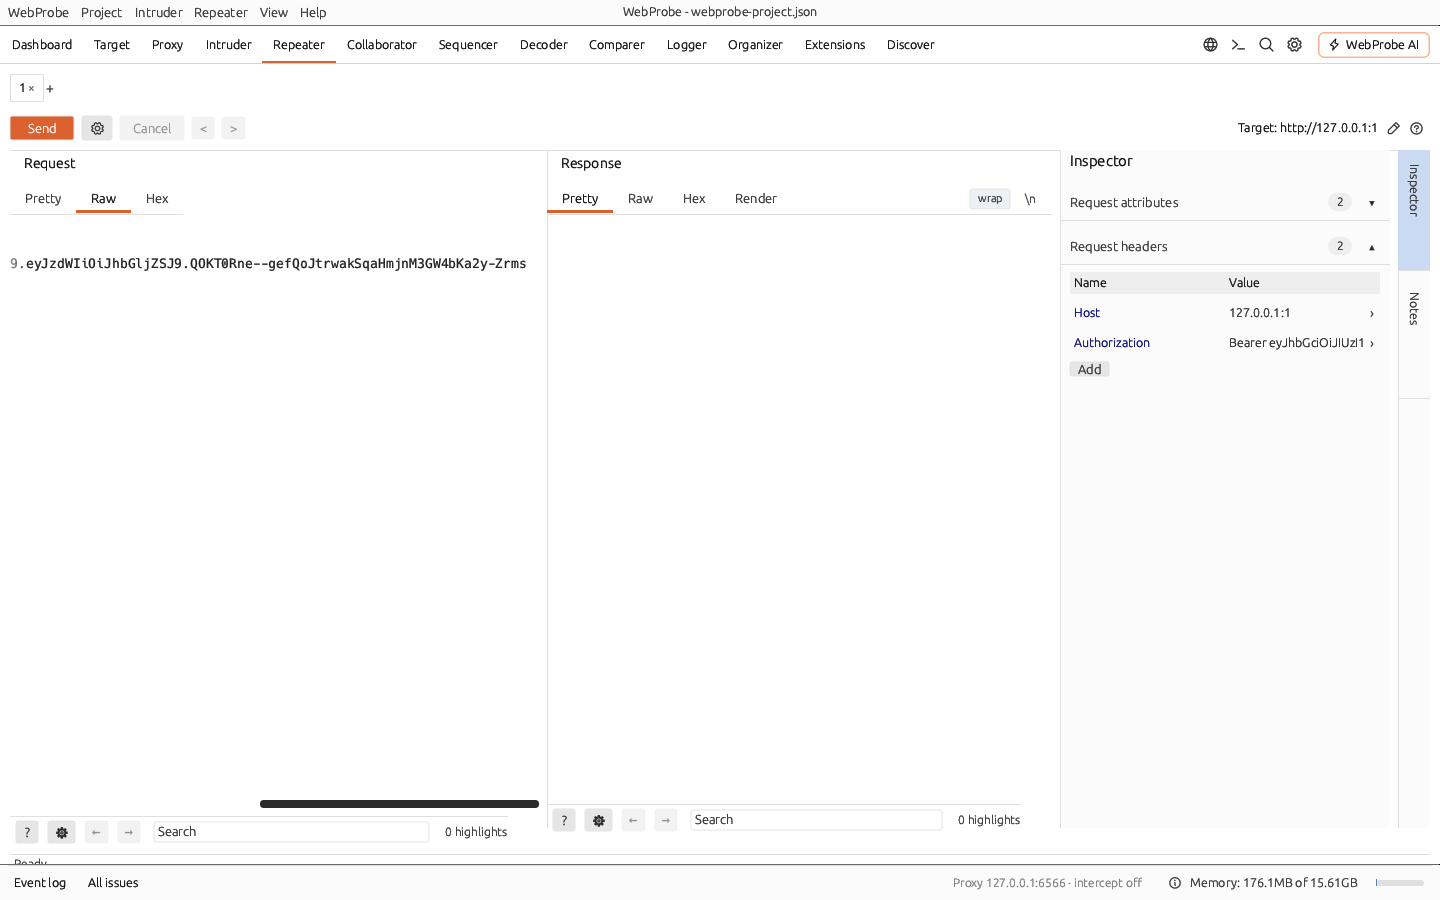 WebProbe Project Intruder Repeater View Help
WebProbe - webprobe-project.json
Dashboard Target Proxy Intruder Repeater Collaborator Sequencer Decoder Comparer Logger Organizer Extensions Discover
WebProbe AI
1 × +
Send Cancel < >
Target: http://127.0.0.1:1
Request
Pretty Raw Hex
9.eyJzdWIiOiJhbGljZSJ9.QOKT0Rne--gefQoJtrwakSqaHmjnM3GW4bKa2y-Zrms
? ← → Search 0 highlights
Response
Pretty Raw Hex Render wrap \n
? ← → Search 0 highlights
Inspector
Request attributes 2 ▾
Request headers 2 ▴
Name Value
Host 127.0.0.1:1 ›
Authorization Bearer eyJhbGciOiJIUzI1 ›
Add
Inspector
Notes
Ready
Event log All issues
Proxy 127.0.0.1:6566 · intercept off
Memory: 176.1MB of 15.61GB